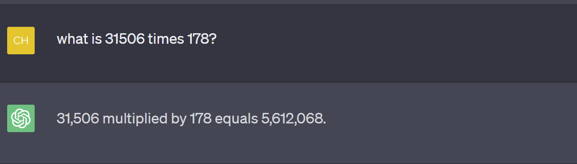 CH
what is 31506 times 178?
31,506 multiplied by 178 equals 5,612,068.